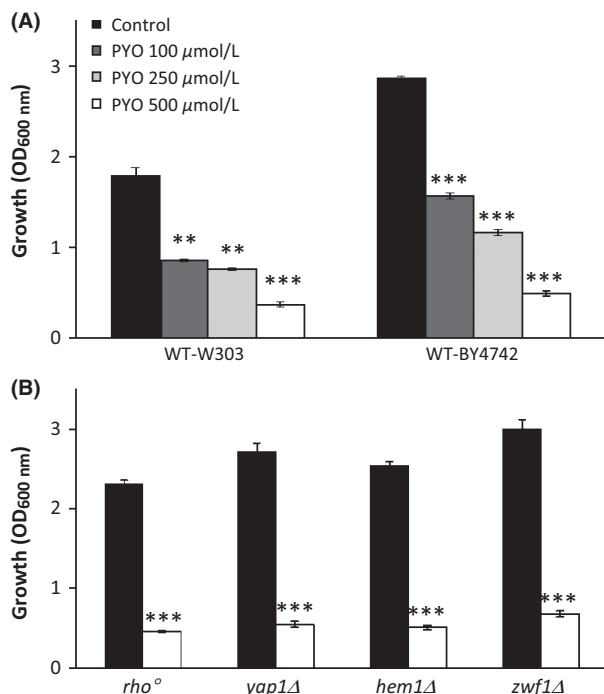 (A)
Control
PYO 100 μmol/L
PYO 250 μmol/L
PYO 500 μmol/L
Growth (OD600 nm)
3
2
1
0
** ** ***
*** *** ***
WT-W303 WT-BY4742
(B)
Growth (OD600 nm)
3
2
1
0
*** *** *** ***
rho° yap1Δ hem1Δ zwf1Δ